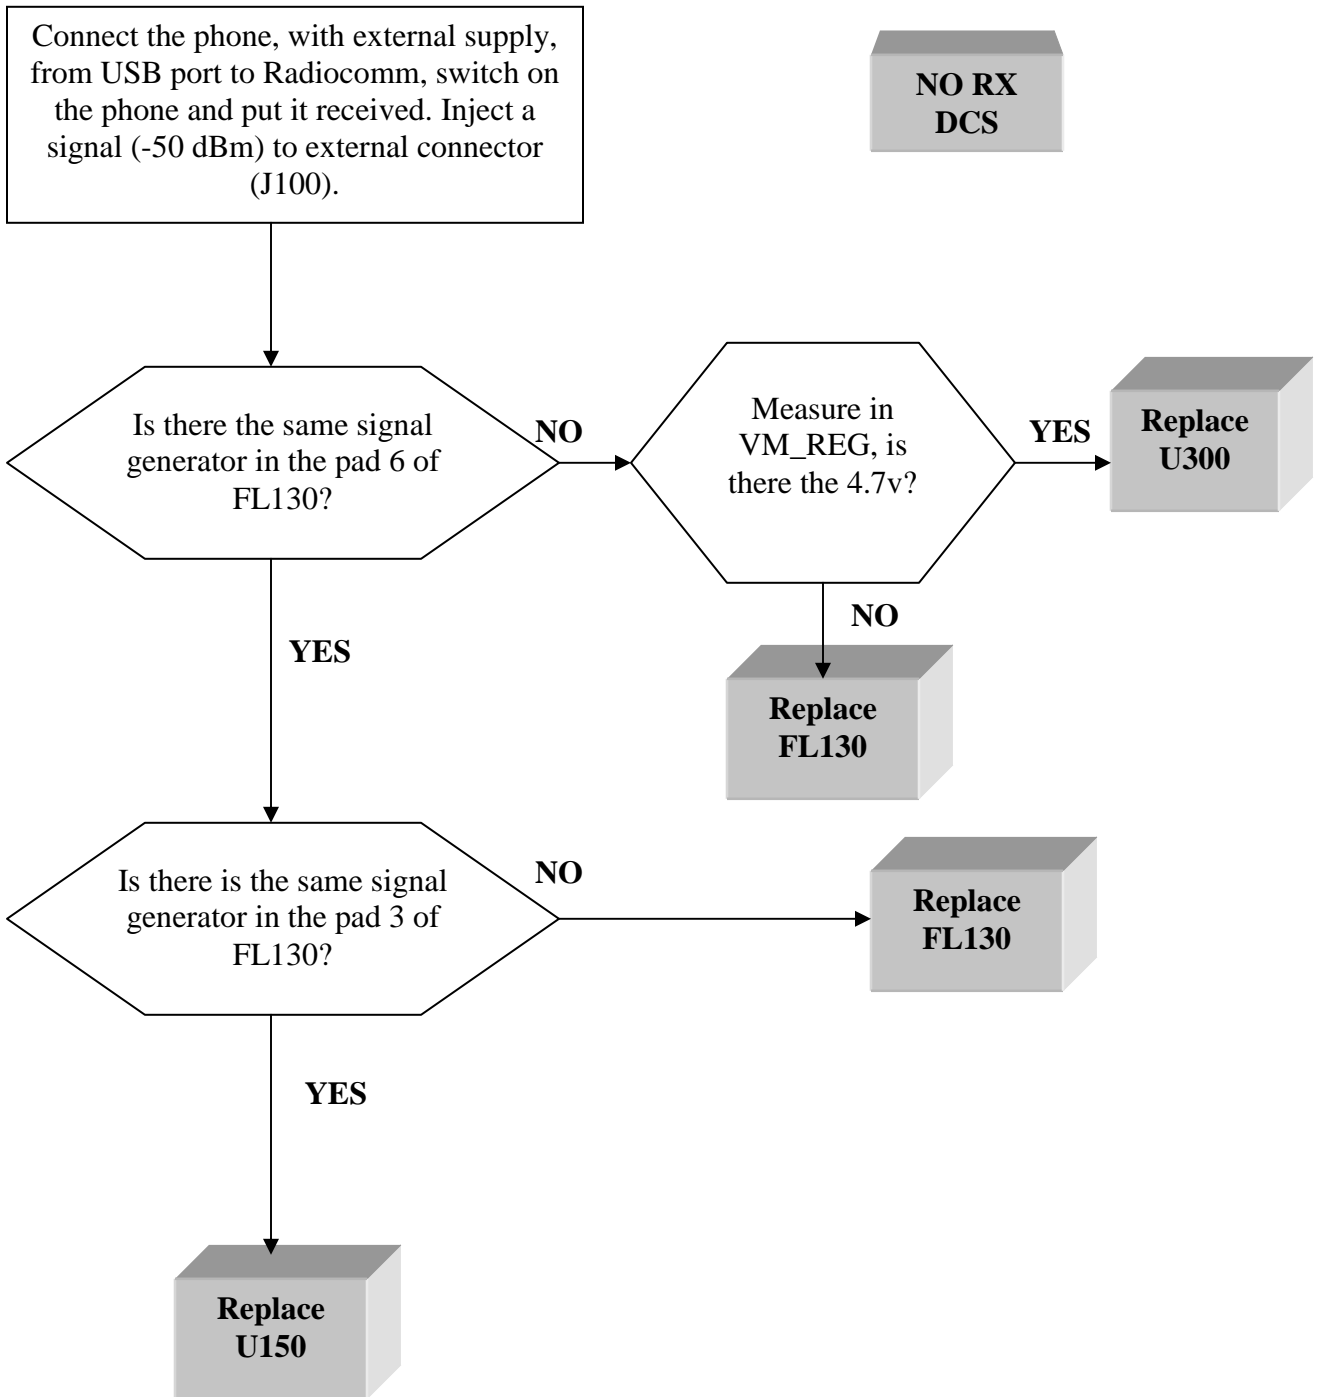 Connect the phone, with external supply,
from USB port to Radiocomm, switch on
the phone and put it received. Inject a
signal (-50 dBm) to external connector
(J100).
NO RX
DCS
Is there the same signal
generator in the pad 6 of
FL130?
NO
Measure in
VM_REG, is
there the 4.7v?
YES
Replace
U300
NO
Replace
FL130
YES
Is there is the same signal
generator in the pad 3 of
FL130?
NO
Replace
FL130
YES
Replace
U150